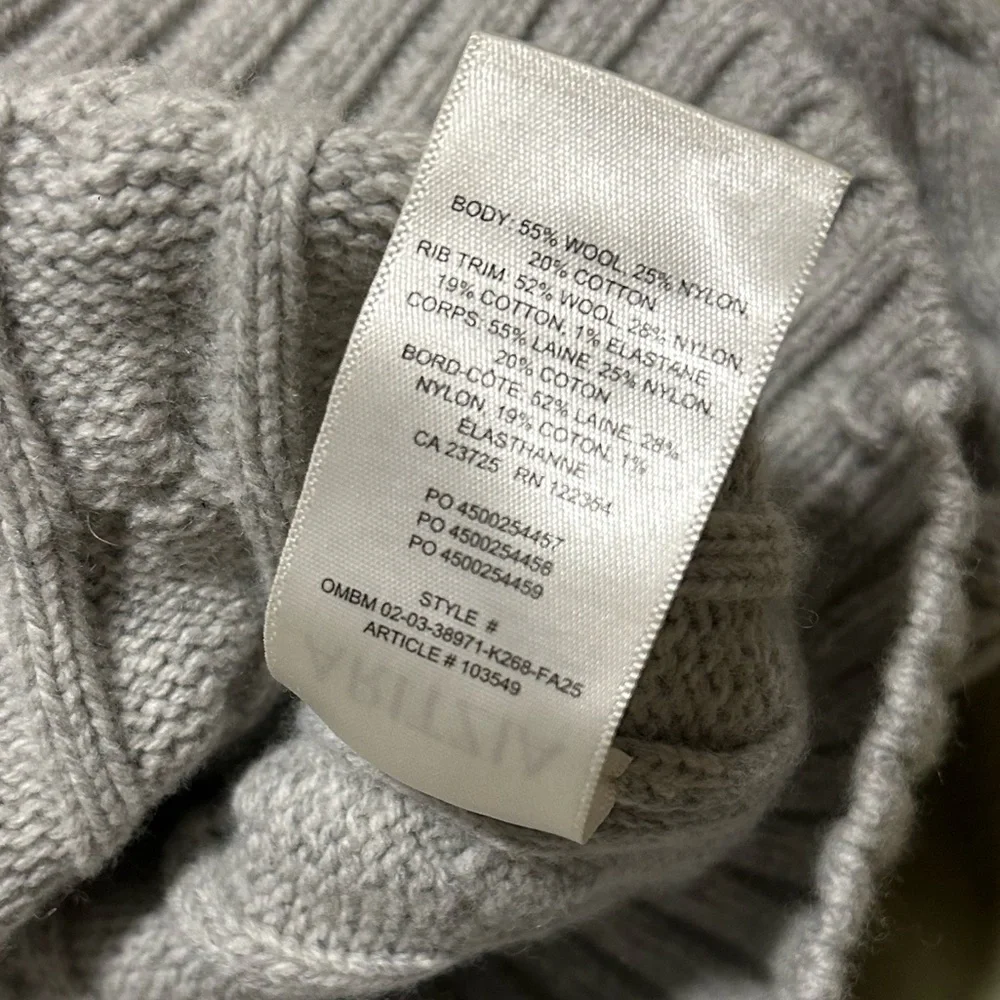 BODY: 55% WOOL, 25% NYLON,
20% COTTON
RIB TRIM: 52% WOOL, 28% NYLON,
19% COTTON, 1% ELASTANE
CORPS: 55% LAINE, 25% NYLON,
20% COTON
BORD-CÔTE: 52% LAINE, 28%
NYLON, 19% COTON, 1%
ELASTHANNE
CA 23725 RN 122364
PO 4500254457
PO 4500254458
PO 4500254459
STYLE #
OMBM 02-03-38971-K268-FA25
ARTICLE # 103549
ARITZIA